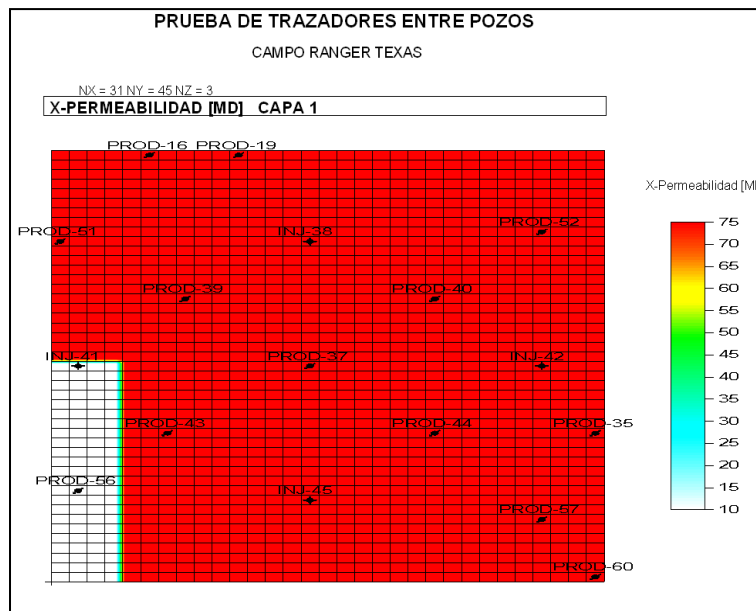 PRUEBA DE TRAZADORES ENTRE POZOS
CAMPO RANGER TEXAS
NX = 31 NY = 45 NZ = 3
X-PERMEABILIDAD [MD] CAPA 1
PROD-16 PROD-19
X-Permeabilidad [M
PROD-51 INJ-38 PROD-52
PROD-39 PROD-40
INJ-41 PROD-37 INJ-42
PROD-43 PROD-44 PROD-35
PROD-56 INJ-45
PROD-57
PROD-60
75
70
65
60
55
50
45
40
35
30
25
20
15
10